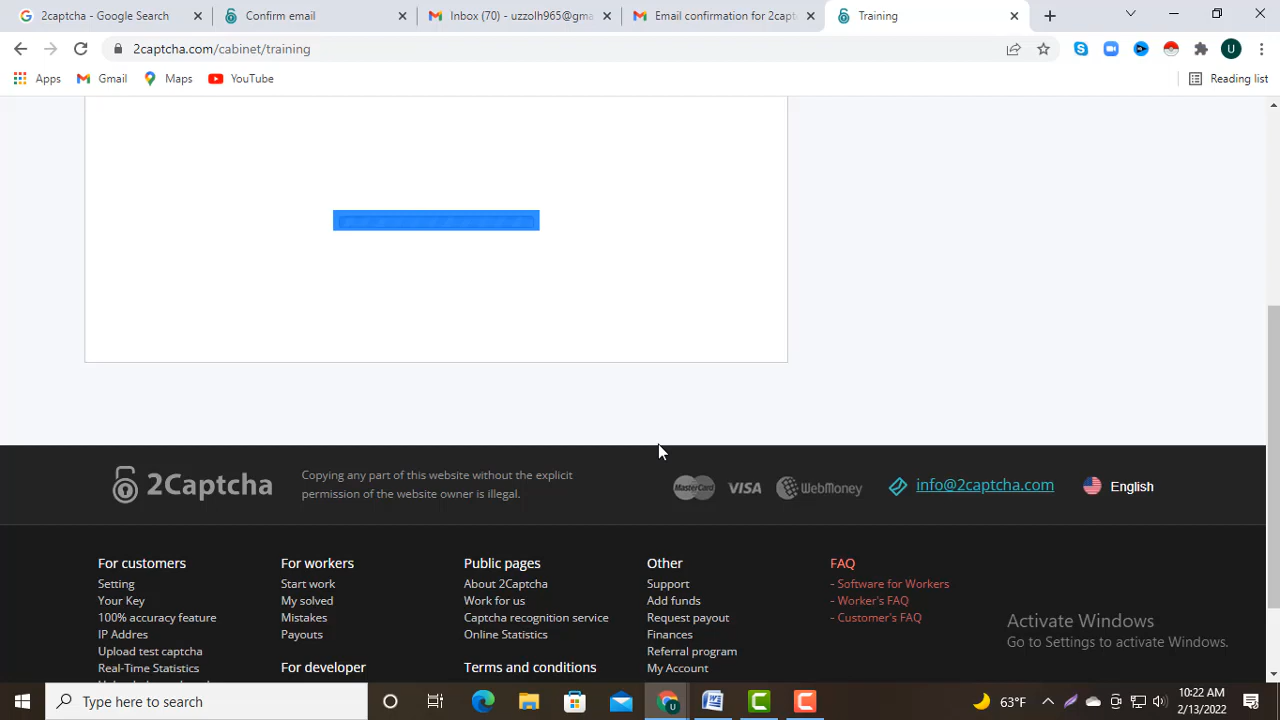 2captcha - Google Search
Confirm email
Inbox (70) - uzzolh965@gma
Email confirmation for 2capt
Training
2captcha.com/cabinet/training
U
Apps
Gmail
Maps
YouTube
Reading list
2Captcha
Copying any part of this website without the explicit
permission of the website owner is illegal.
MasterCard
VISA
WebMoney
info@2captcha.com
English
For customers
Setting
Your Key
100% accuracy feature
IP Addres
Upload test captcha
Real-Time Statistics
For workers
Start work
My solved
Mistakes
Payouts
For developer
Public pages
About 2Captcha
Work for us
Captcha recognition service
Online Statistics
Terms and conditions
Other
Support
Add funds
Request payout
Finances
Referral program
My Account
FAQ
- Software for Workers
- Worker's FAQ
- Customer's FAQ
Activate Windows
Go to Settings to activate Windows.
Type here to search
63°F
10:22 AM
2/13/2022